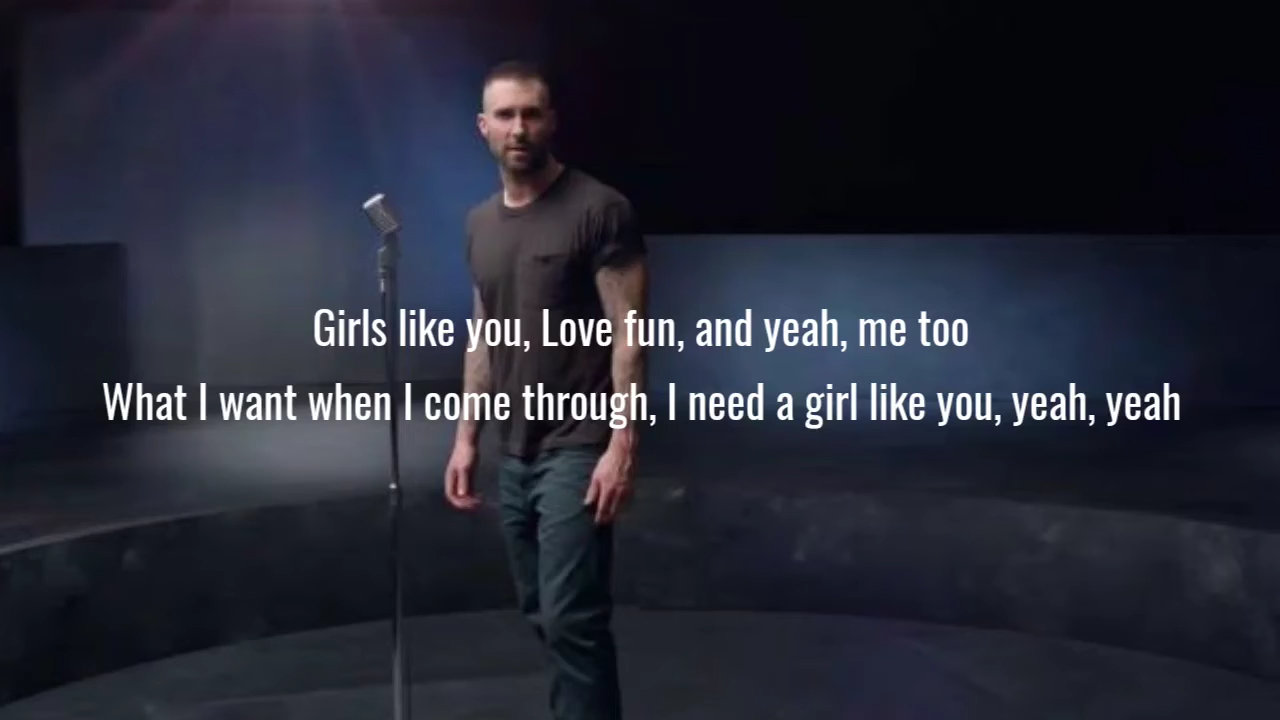 Girls like you, Love fun, and yeah, me too
What I want when I come through, I need a girl like you, yeah, yeah